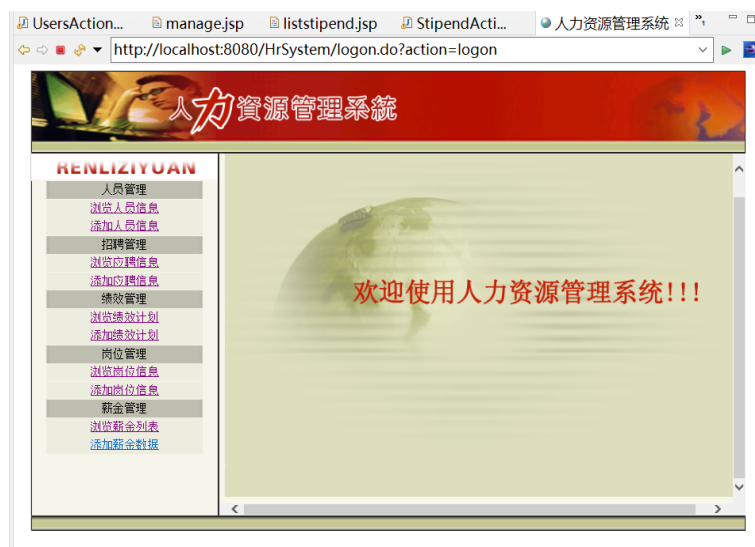 UsersAction... manage.jsp liststipend.jsp StipendActi... 人力资源管理系统
http://localhost:8080/HrSystem/logon.do?action=logon
人力資源管理系統
RENLIZIYUAN
人员管理
浏览人员信息
添加人员信息
招聘管理
浏览应聘信息
添加应聘信息
绩效管理
浏览绩效计划
添加绩效计划
岗位管理
浏览岗位信息
添加岗位信息
薪金管理
浏览薪金列表
添加薪金数据
欢迎使用人力资源管理系统!!!